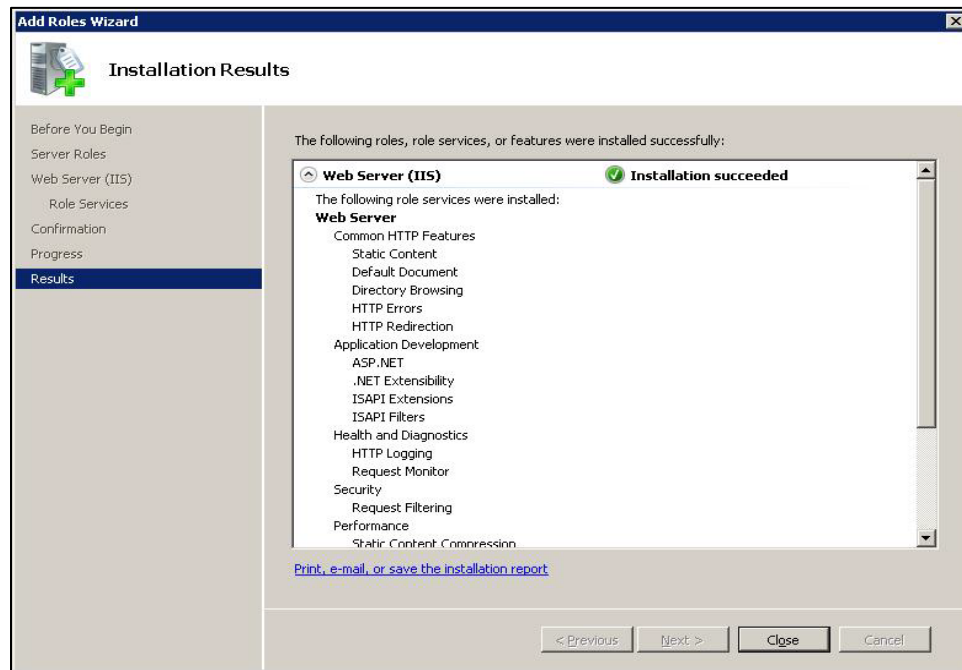 Add Roles Wizard
Installation Results
Before You Begin
Server Roles
Web Server (IIS)
Role Services
Confirmation
Progress
Results
The following roles, role services, or features were installed successfully:
Web Server (IIS) Installation succeeded
The following role services were installed:
Web Server
Common HTTP Features
Static Content
Default Document
Directory Browsing
HTTP Errors
HTTP Redirection
Application Development
ASP.NET
.NET Extensibility
ISAPI Extensions
ISAPI Filters
Health and Diagnostics
HTTP Logging
Request Monitor
Security
Request Filtering
Performance
Static Content Compression
Print, e-mail, or save the installation report
< Previous Next > Close Cancel